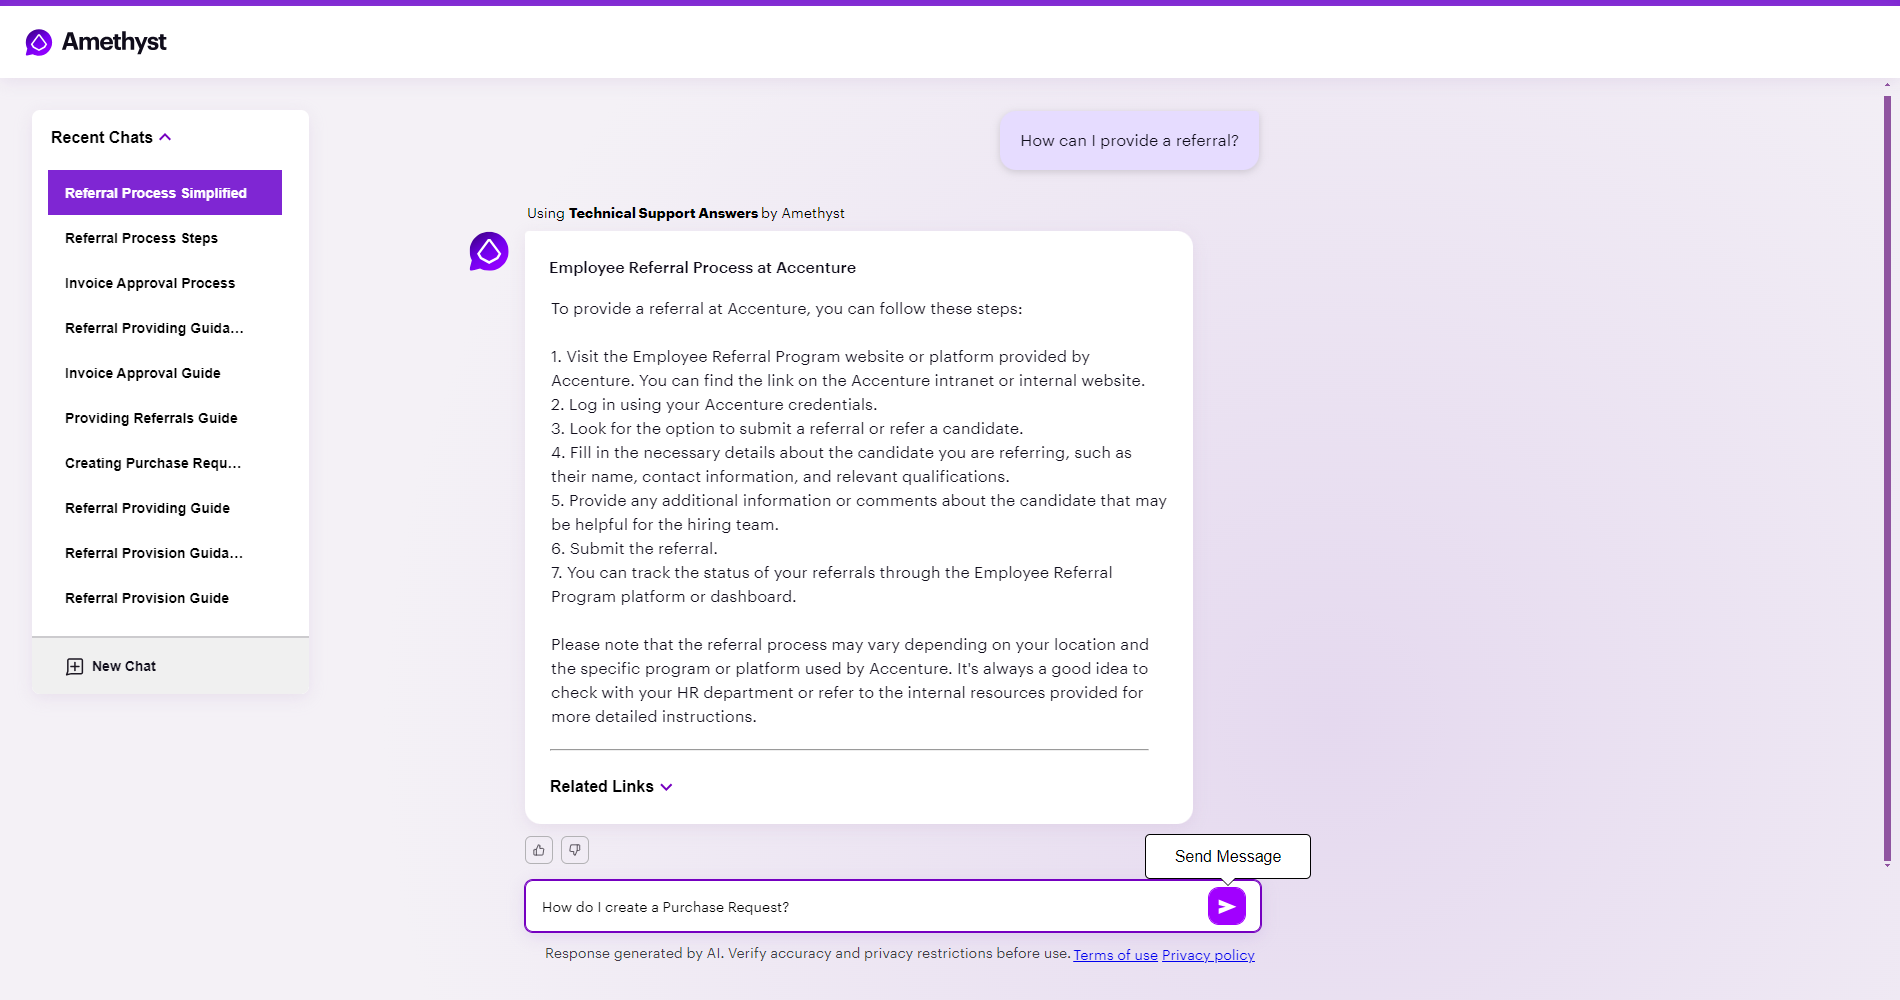 Amethyst
Recent Chats
Referral Process Simplified
Referral Process Steps
Invoice Approval Process
Referral Providing Guida...
Invoice Approval Guide
Providing Referrals Guide
Creating Purchase Requ...
Referral Providing Guide
Referral Provision Guida...
Referral Provision Guide
New Chat
How can I provide a referral?
Using Technical Support Answers by Amethyst
Employee Referral Process at Accenture
To provide a referral at Accenture, you can follow these steps:
1. Visit the Employee Referral Program website or platform provided by
Accenture. You can find the link on the Accenture intranet or internal website.
2. Log in using your Accenture credentials.
3. Look for the option to submit a referral or refer a candidate.
4. Fill in the necessary details about the candidate you are referring, such as
their name, contact information, and relevant qualifications.
5. Provide any additional information or comments about the candidate that may
be helpful for the hiring team.
6. Submit the referral.
7. You can track the status of your referrals through the Employee Referral
Program platform or dashboard.
Please note that the referral process may vary depending on your location and
the specific program or platform used by Accenture. It's always a good idea to
check with your HR department or refer to the internal resources provided for
more detailed instructions.
Related Links
Send Message
How do I create a Purchase Request?
Response generated by AI. Verify accuracy and privacy restrictions before use. Terms of use Privacy policy